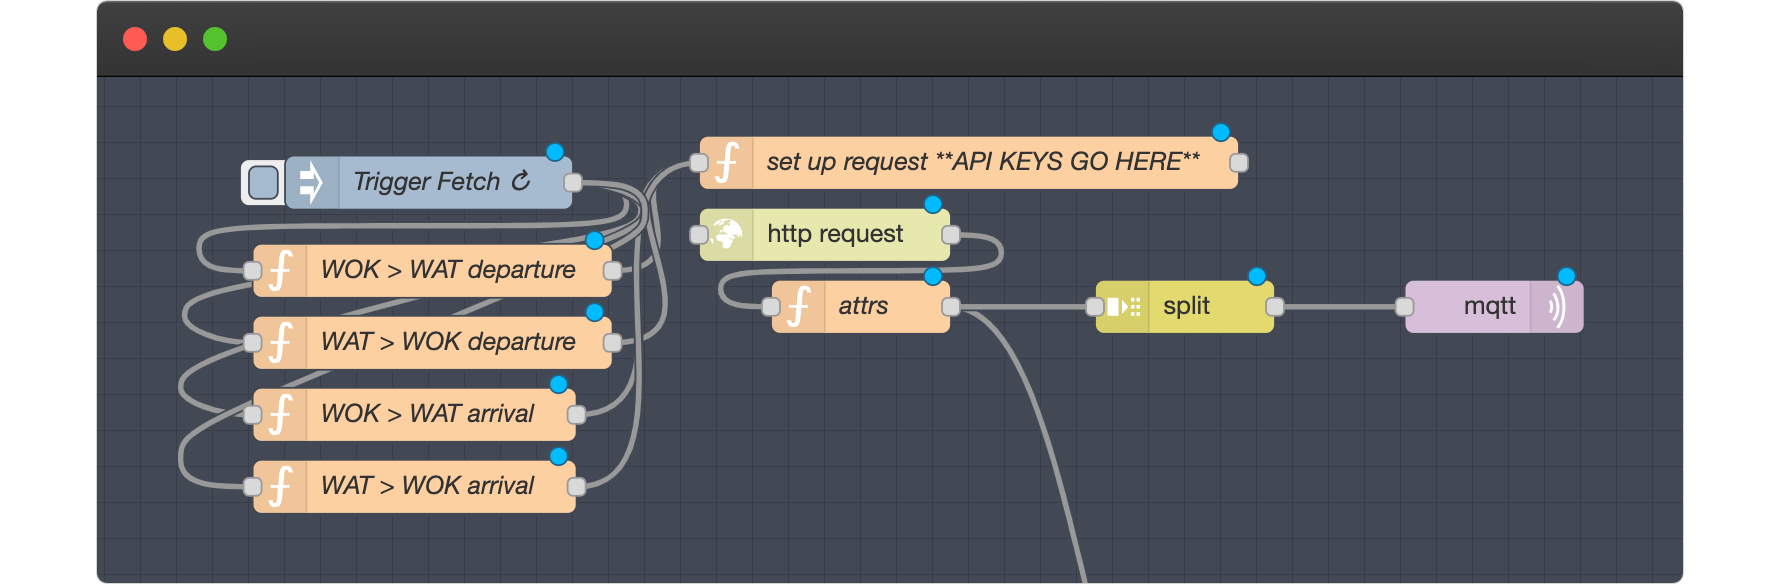 Trigger Fetch ↻
set up request **API KEYS GO HERE**
http request
WOK > WAT departure
attrs
split
mqtt
WAT > WOK departure
WOK > WAT arrival
WAT > WOK arrival